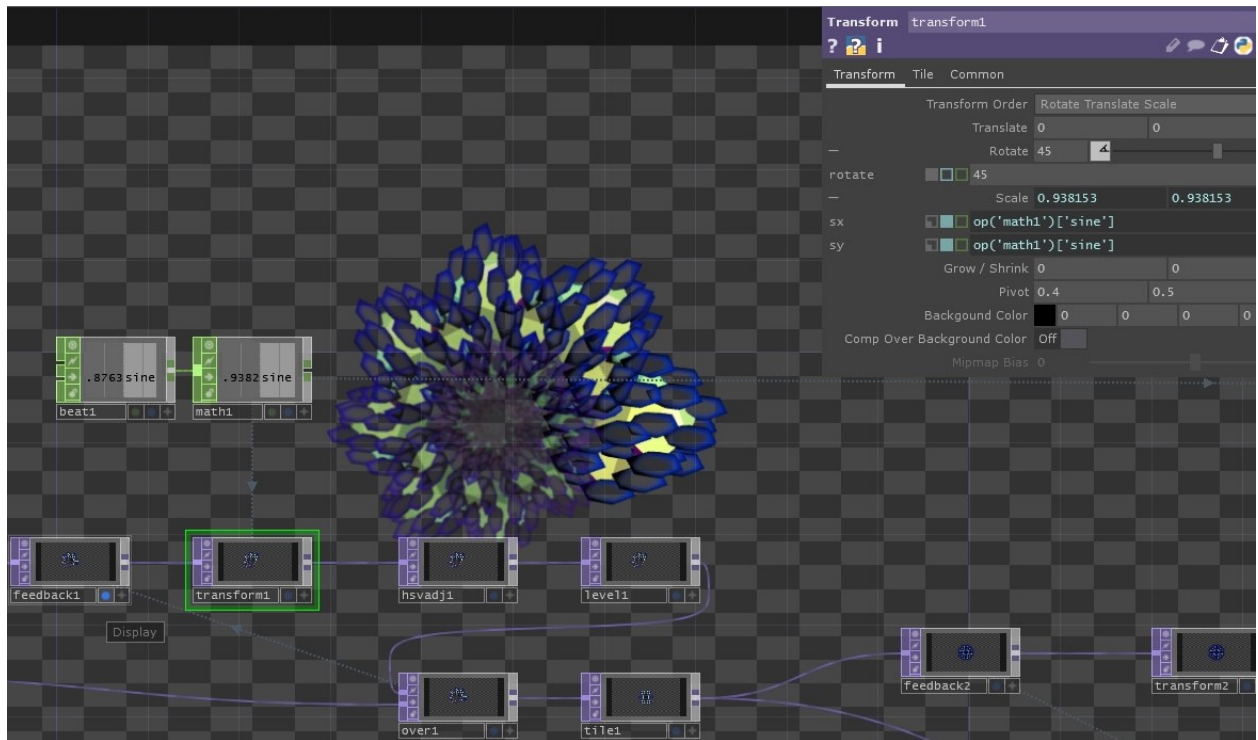 Transform transform1
? ? i
Transform Tile Common
Transform Order Rotate Translate Scale
Translate 0 0
Rotate 45
rotate 45
Scale 0.938153 0.938153
sx op('math1')['sine']
sy op('math1')['sine']
Grow / Shrink 0 0
Pivot 0.4 0.5
Background Color 0 0 0 0
Comp Over Background Color Off
Mipmap Bias 0
.8763 sine .9382 sine
beat1 math1
feedback1 transform1 hsvadj1 level1
Display
feedback2 transform2
over1 tile1